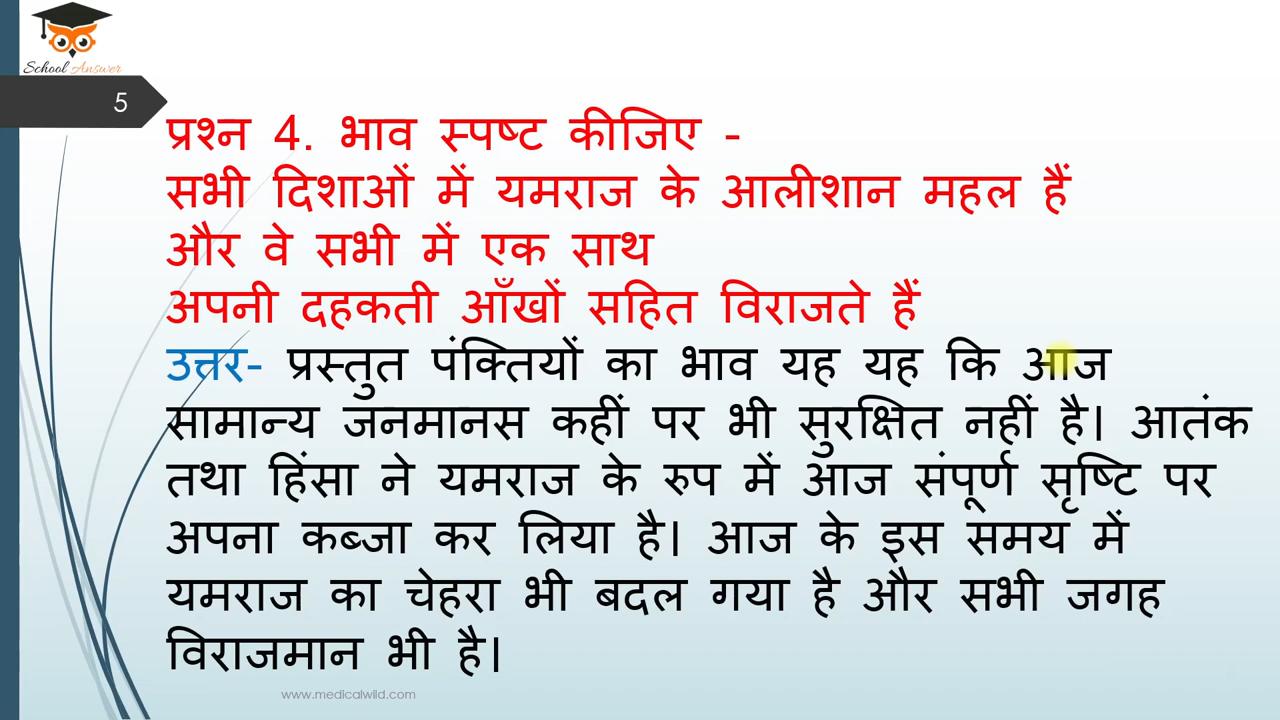 School Answer
5
प्रश्न 4. भाव स्पष्ट कीजिए -
सभी दिशाओं में यमराज के आलीशान महल हैं
और वे सभी में एक साथ
अपनी दहकती आँखों सहित विराजते हैं
उत्तर- प्रस्तुत पंक्तियों का भाव यह यह कि आज
सामान्य जनमानस कहीं पर भी सुरक्षित नहीं है। आतंक
तथा हिंसा ने यमराज के रुप में आज संपूर्ण सृष्टि पर
अपना कब्जा कर लिया है। आज के इस समय में
यमराज का चेहरा भी बदल गया है और सभी जगह
विराजमान भी है।
www.medicalwild.com